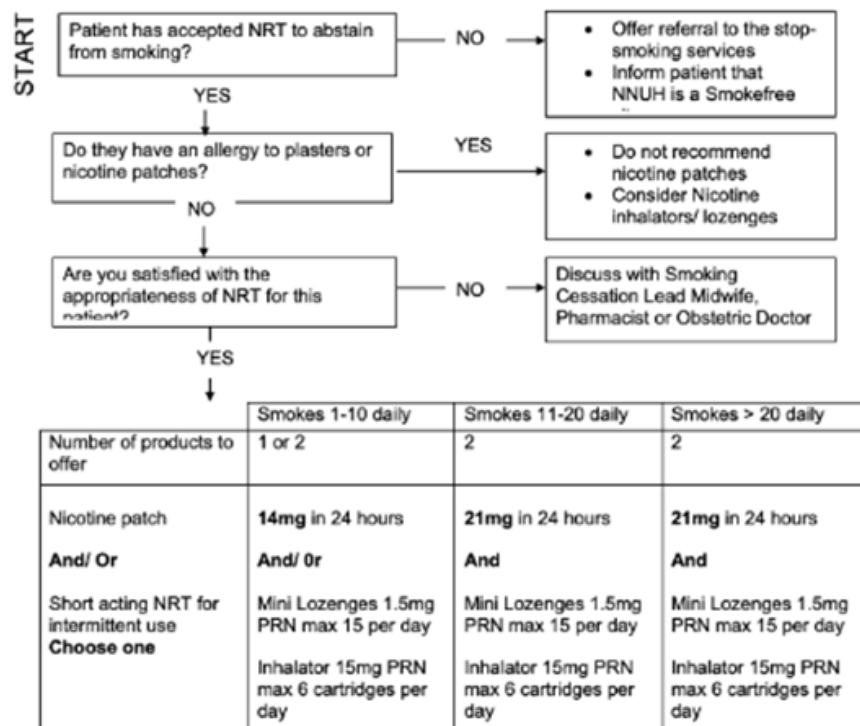 START
Patient has accepted NRT to abstain
from smoking?
NO
• Offer referral to the stop-
smoking services
• Inform patient that
NNUH is a Smokefree
YES
Do they have an allergy to plasters or
nicotine patches?
YES
• Do not recommend
nicotine patches
• Consider Nicotine
inhalators/ lozenges
NO
Are you satisfied with the
appropriateness of NRT for this
patient?
NO
Discuss with Smoking
Cessation Lead Midwife,
Pharmacist or Obstetric Doctor
YES
Smokes 1-10 daily
Smokes 11-20 daily
Smokes > 20 daily
Number of products to
offer
1 or 2
2
2
Nicotine patch
And/ Or
Short acting NRT for
intermittent use
Choose one
14mg in 24 hours
And/ 0r
Mini Lozenges 1.5mg
PRN max 15 per day
Inhalator 15mg PRN
max 6 cartridges per
day
21mg in 24 hours
And
Mini Lozenges 1.5mg
PRN max 15 per day
Inhalator 15mg PRN
max 6 cartridges per
day
21mg in 24 hours
And
Mini Lozenges 1.5mg
PRN max 15 per day
Inhalator 15mg PRN
max 6 cartridges per
day